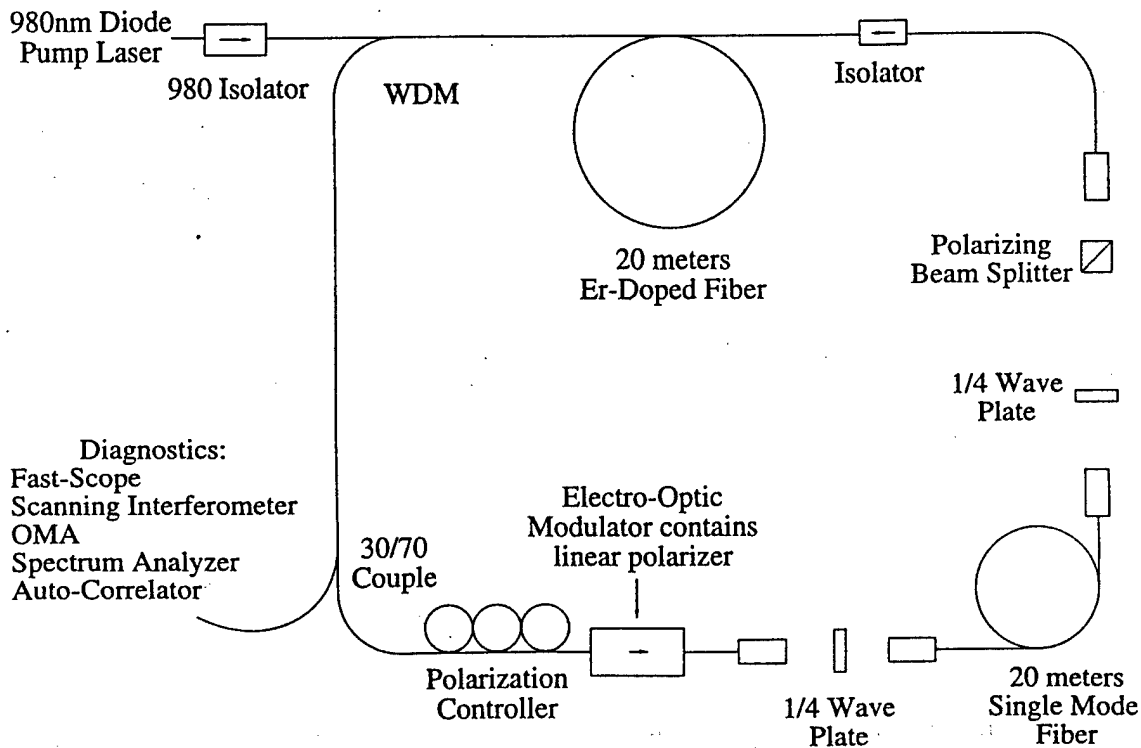 980nm Diode
Pump Laser
980 Isolator
WDM
Isolator
20 meters
Er-Doped Fiber
Polarizing
Beam Splitter
1/4 Wave
Plate
Diagnostics:
Fast-Scope
Scanning Interferometer
OMA
Spectrum Analyzer
Auto-Correlator
30/70
Couple
Electro-Optic
Modulator contains
linear polarizer
Polarization
Controller
1/4 Wave
Plate
20 meters
Single Mode
Fiber